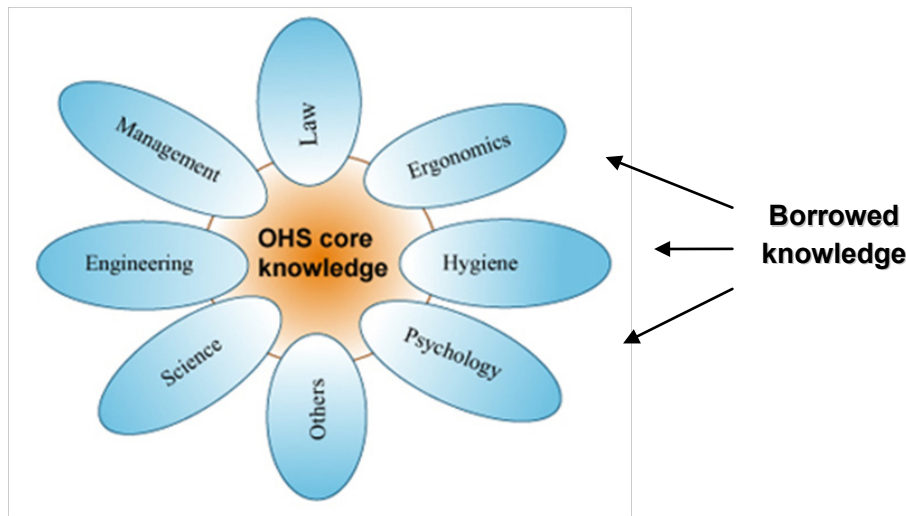 Law
Management
Ergonomics
OHS core
knowledge
Engineering
Hygiene
Science
Psychology
Others
Borrowed
knowledge